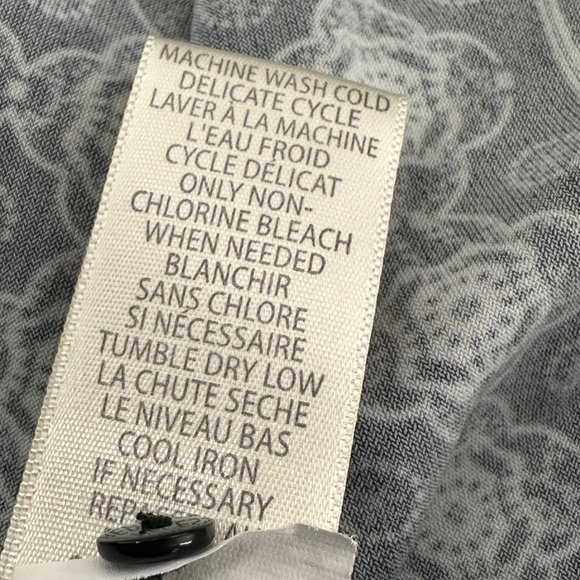 MACHINE WASH COLD
DELICATE CYCLE
LAVER À LA MACHINE
L'EAU FROID
CYCLE DÉLICAT
ONLY NON-
CHLORINE BLEACH
WHEN NEEDED
BLANCHIR
SANS CHLORE
SI NÉCESSAIRE
TUMBLE DRY LOW
LA CHUTE SECHE
LE NIVEAU BAS
COOL IRON
IF NECESSARY